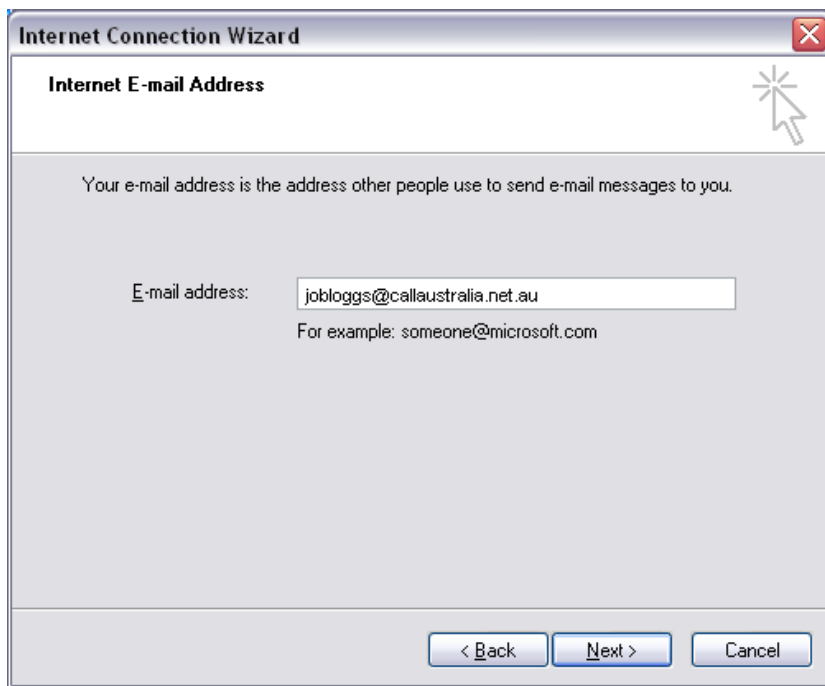 Internet Connection Wizard
Internet E-mail Address
Your e-mail address is the address other people use to send e-mail messages to you.
E-mail address: jobloggs@callaustralia.net.au
For example: someone@microsoft.com
< Back Next > Cancel